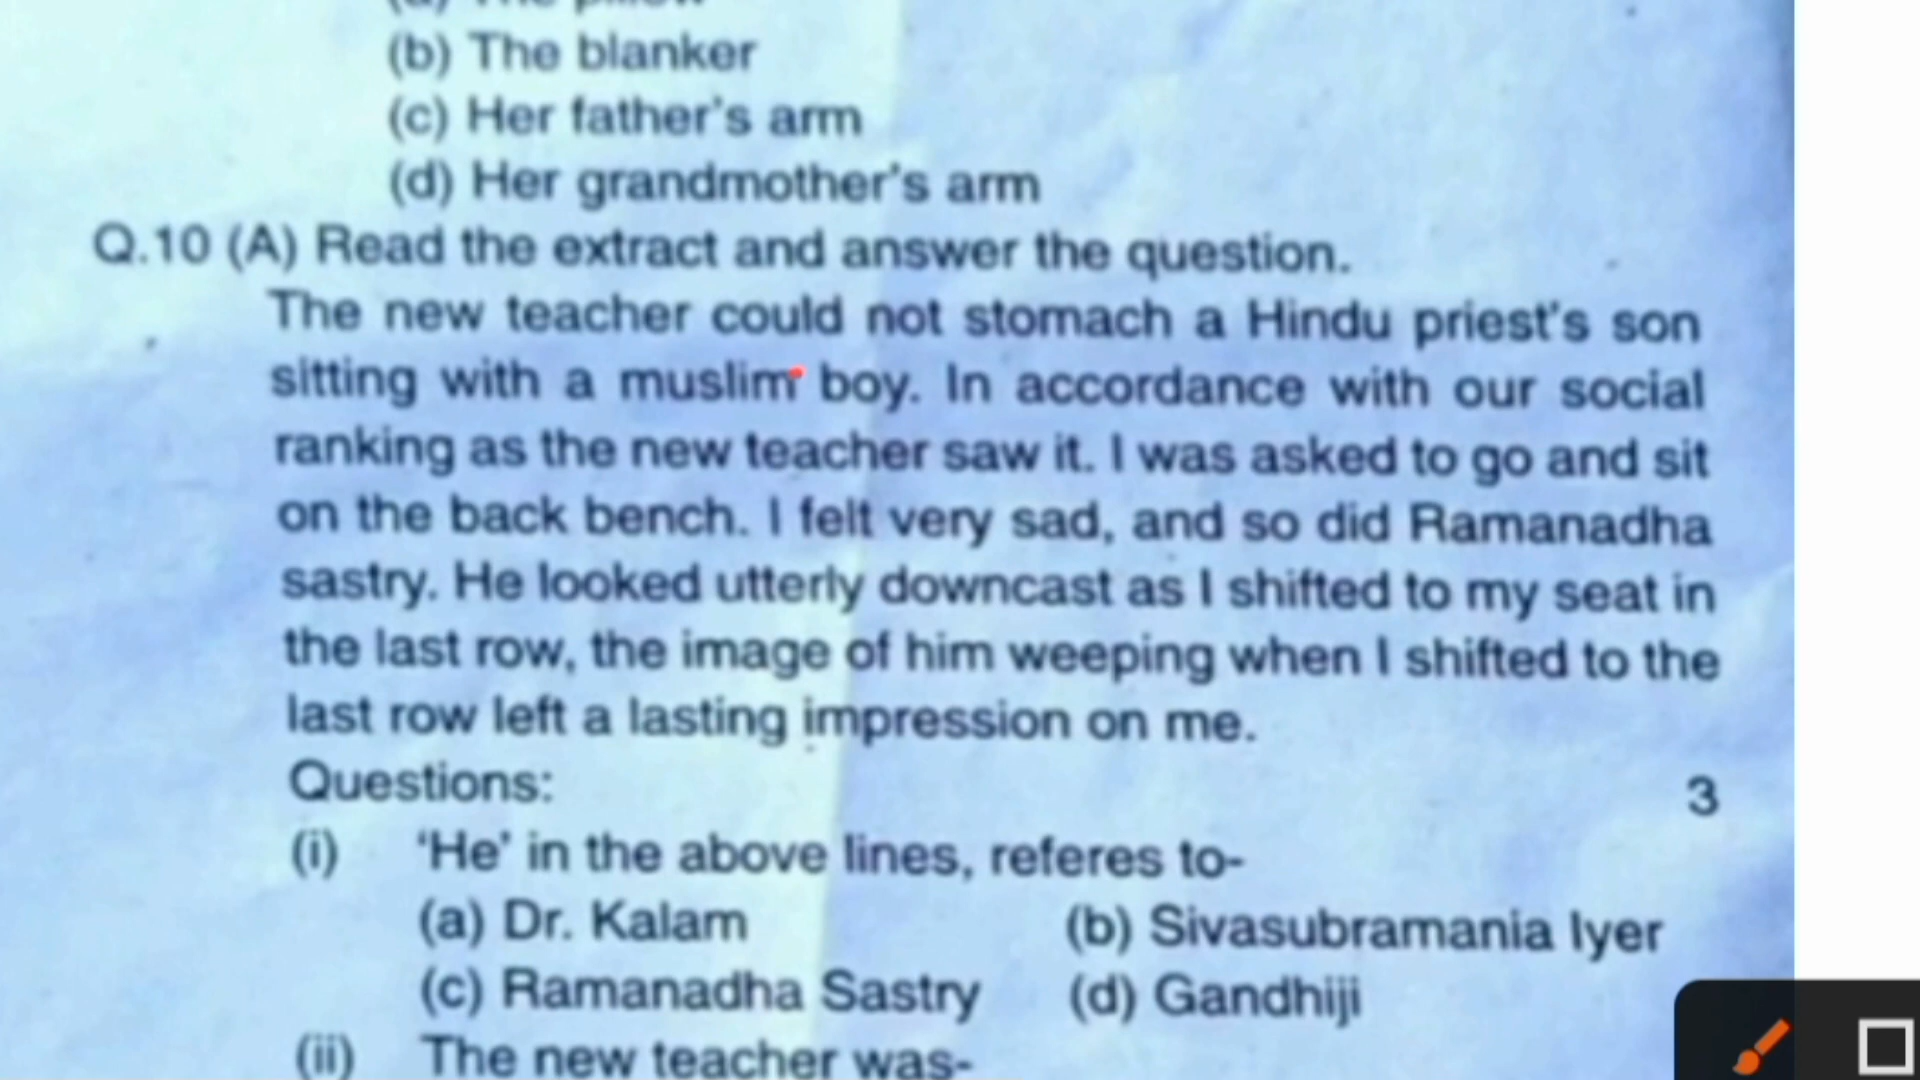 (a) The pillow
(b) The blanker
(c) Her father's arm
(d) Her grandmother's arm
Q.10 (A) Read the extract and answer the question.
The new teacher could not stomach a Hindu priest's son
sitting with a muslim boy. In accordance with our social
ranking as the new teacher saw it. I was asked to go and sit
on the back bench. I felt very sad, and so did Ramanadha
sastry. He looked utterly downcast as I shifted to my seat in
the last row, the image of him weeping when I shifted to the
last row left a lasting impression on me.
Questions: 3
(i) ‘He’ in the above lines, referes to-
(a) Dr. Kalam (b) Sivasubramania Iyer
(c) Ramanadha Sastry (d) Gandhiji
(ii) The new teacher was-